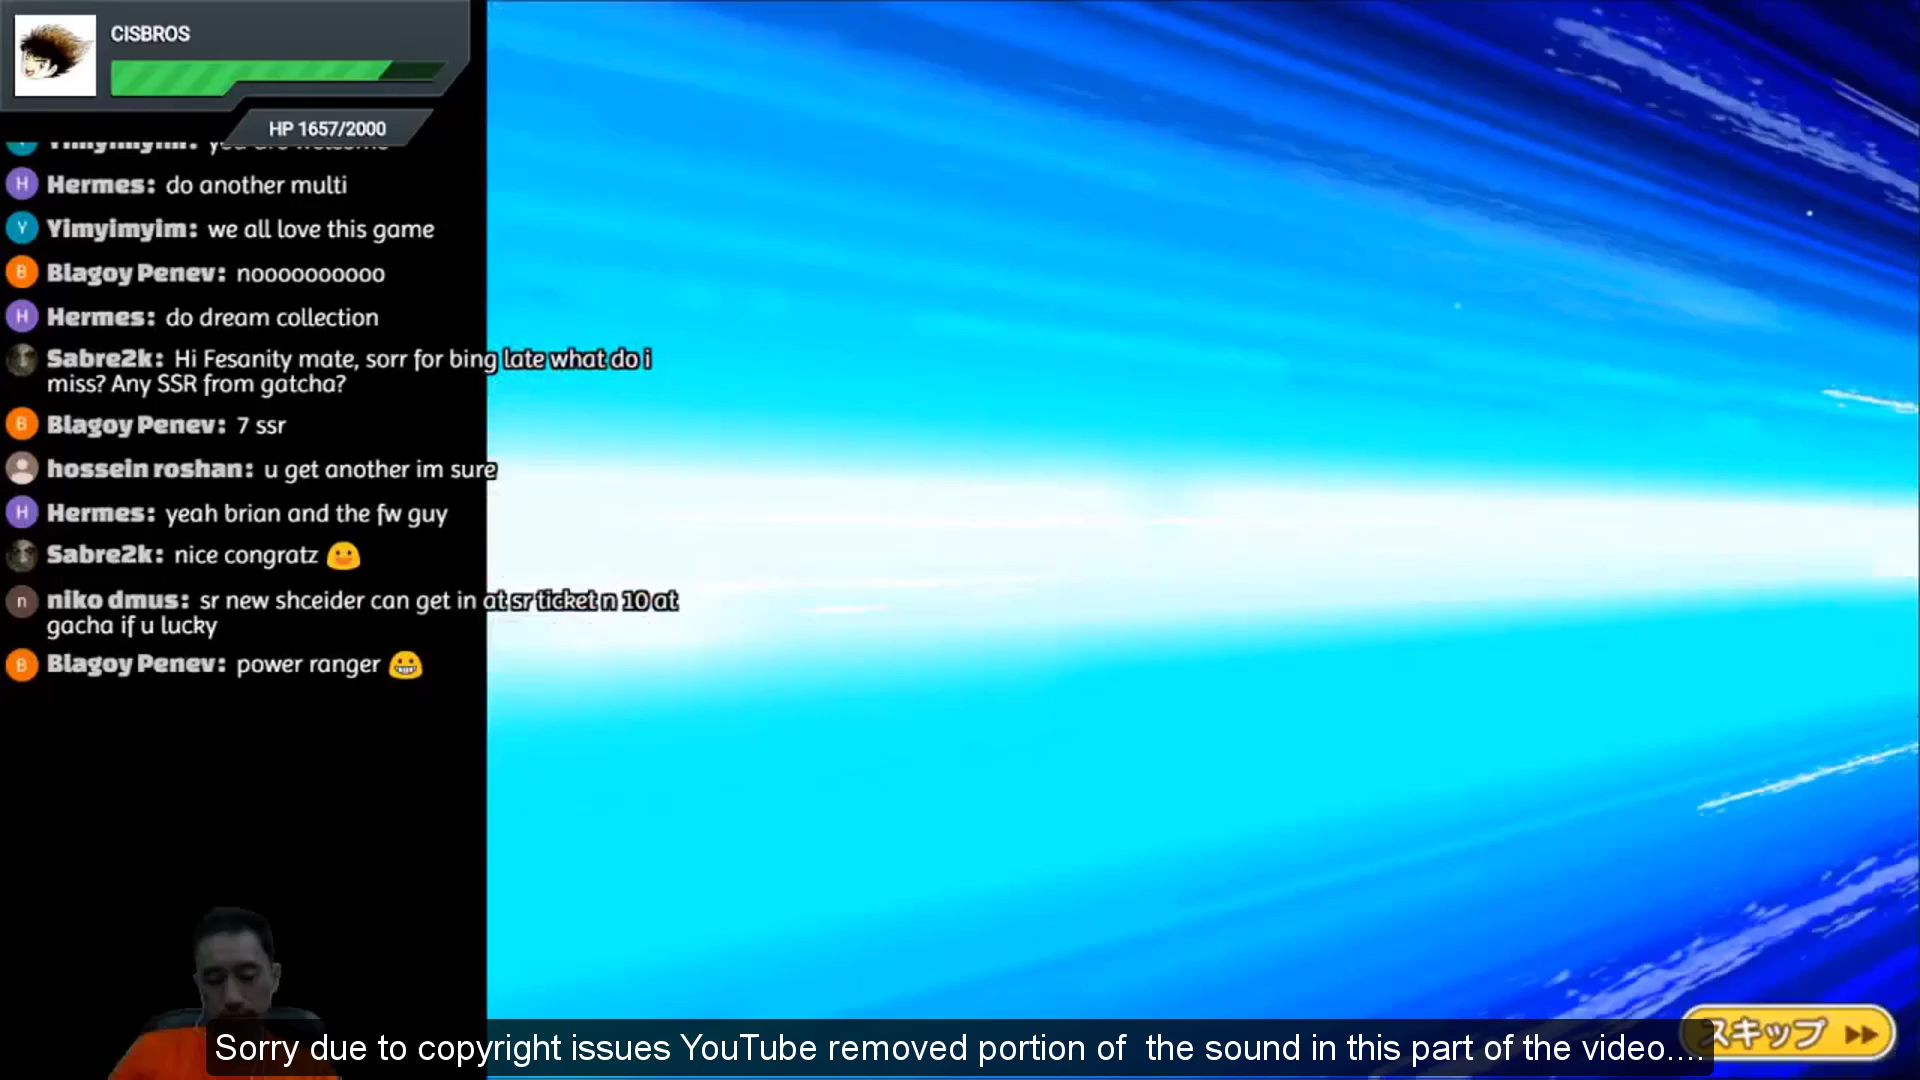 CISBROS
HP 1657/2000
Yimyimyim: you are welcome
H Hermes: do another multi
Y Yimyimyim: we all love this game
B Blagoy Penev: noooooooooo
H Hermes: do dream collection
Sabre2k: Hi Fesanity mate, sorr for bing late what do i
miss? Any SSR from gatcha?
B Blagoy Penev: 7 ssr
hossein roshan: u get another im sure
H Hermes: yeah brian and the fw guy
Sabre2k: nice congratz 😀
n niko dmus: sr new shceider can get in at sr ticket n 10 at
gacha if u lucky
B Blagoy Penev: power ranger 😁
スキップ
Sorry due to copyright issues YouTube removed portion of  the sound in this part of the video....